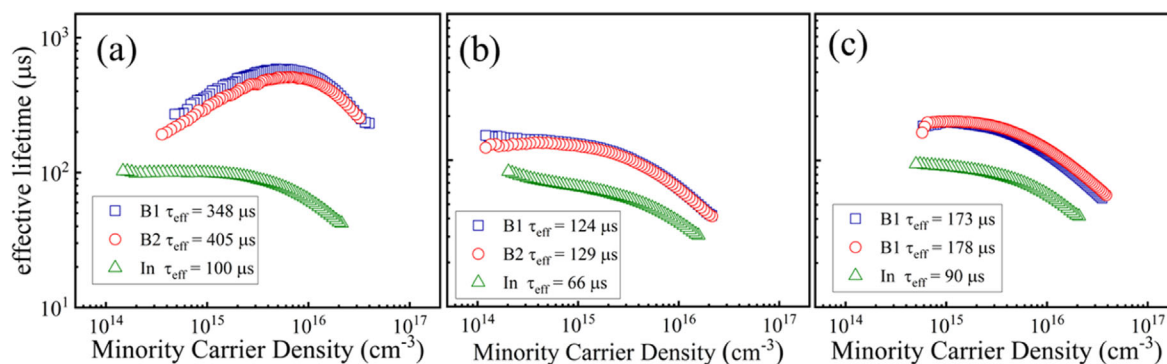 effective lifetime (μs)
10³
10²
10¹
(a)
B1 τeff = 348 μs
B2 τeff = 405 μs
In τeff = 100 μs
10¹⁴ 10¹⁵ 10¹⁶ 10¹⁷
Minority Carrier Density (cm⁻³)
(b)
B1 τeff = 124 μs
B2 τeff = 129 μs
In τeff = 66 μs
10¹⁴ 10¹⁵ 10¹⁶ 10¹⁷
Minority Carrier Density (cm⁻³)
(c)
B1 τeff = 173 μs
B1 τeff = 178 μs
In τeff = 90 μs
10¹⁴ 10¹⁵ 10¹⁶ 10¹⁷
Minority Carrier Density (cm⁻³)